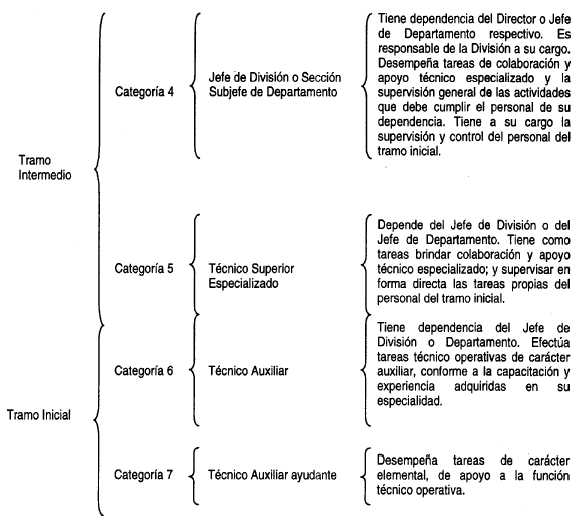 Tramo
Intermedio
Categoría 4
Jefe de División o Sección
Subjefe de Departamento
Tiene dependencia del Director o Jefe
de Departamento respectivo. Es
responsable de la División a su cargo.
Desempeña tareas de colaboración y
apoyo técnico especializado y la
supervisión general de las actividades
que debe cumplir el personal de su
dependencia. Tiene a su cargo la
supervisión y control del personal del
tramo inicial.
Categoría 5
Técnico Superior
Especializado
Depende del Jefe de División o del
Jefe de Departamento. Tiene como
tareas brindar colaboración y apoyo
técnico especializado; y supervisar en
forma directa las tareas propias del
personal del tramo inicial.
Tramo Inicial
Categoría 6
Técnico Auxiliar
Tiene dependencia del Jefe de
División o Departamento. Efectúa
tareas técnico operativas de carácter
auxiliar, conforme a la capacitación y
experiencia adquiridas en su
especialidad.
Categoría 7
Técnico Auxiliar ayudante
Desempeña tareas de carácter
elemental, de apoyo a la función
técnico operativa.